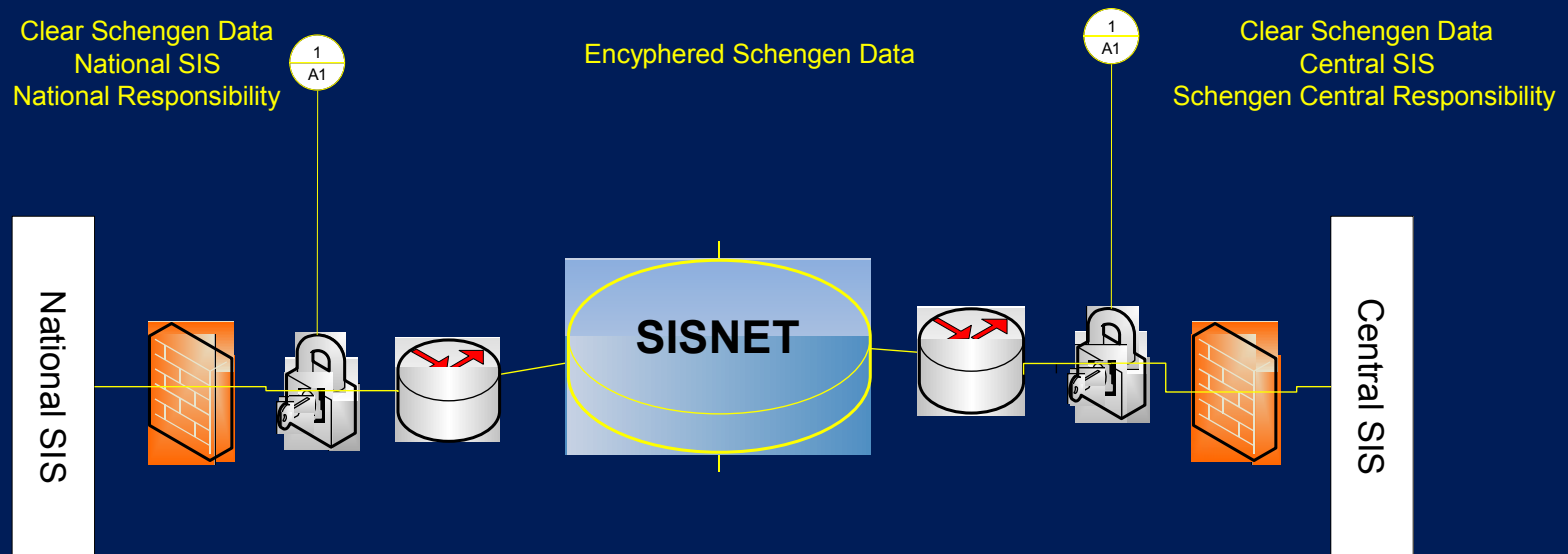 Clear Schengen Data
National SIS
National Responsibility
1
A1
Encyphered Schengen Data
1
A1
Clear Schengen Data
Central SIS
Schengen Central Responsibility
National SIS
SISNET
Central SIS